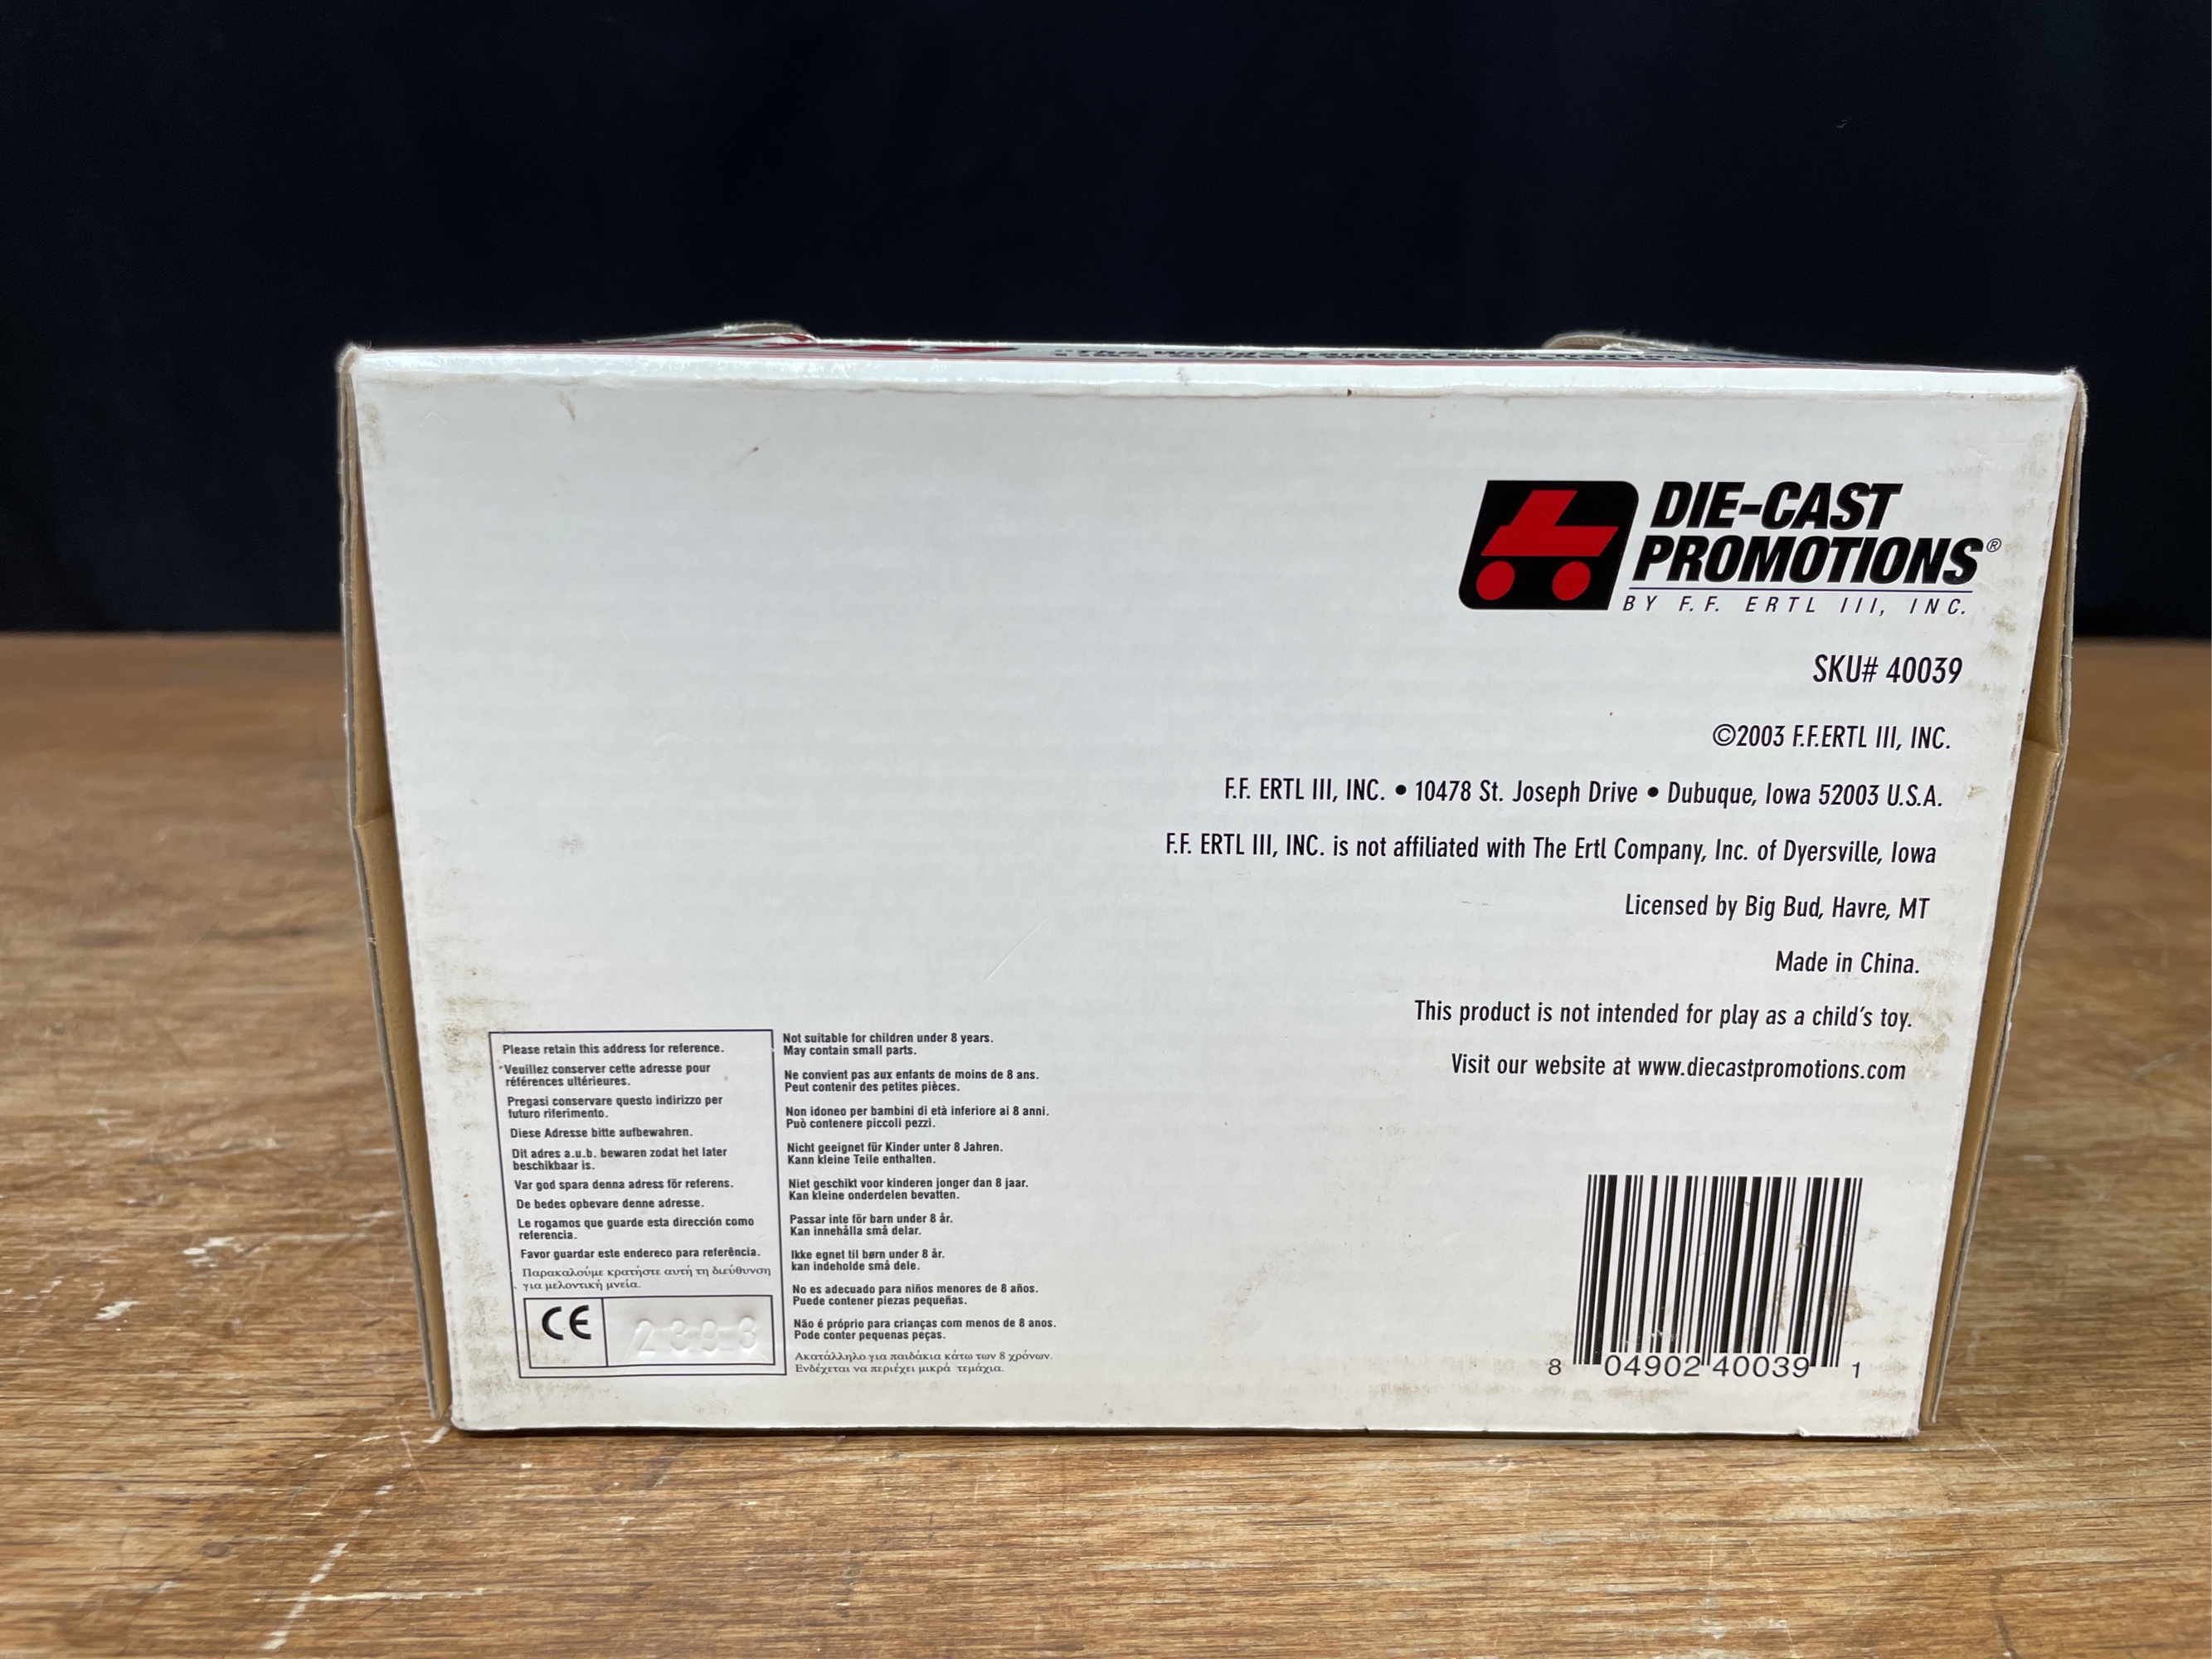 "The World's Largest Farm Tractor"
DIE-CAST
PROMOTIONS®
BY F.F. ERTL III, INC.
SKU# 40039
©2003 F.F.ERTL III, INC.
F.F. ERTL III, INC. • 10478 St. Joseph Drive • Dubuque, Iowa 52003 U.S.A.
F.F. ERTL III, INC. is not affiliated with The Ertl Company, Inc. of Dyersville, Iowa
Licensed by Big Bud, Havre, MT
Made in China.
This product is not intended for play as a child's toy.
Visit our website at www.diecastpromotions.com
Please retain this address for reference.
Veuillez conserver cette adresse pour
références ultérieures.
Pregasi conservare questo indirizzo per
futuro riferimento.
Diese Adresse bitte aufbewahren.
Dit adres a.u.b. bewaren zodat het later
beschikbaar is.
Var god spara denna adress för referens.
De bedes opbevare denne adresse.
Le rogamos que guarde esta dirección como
referencia.
Favor guardar este endereco para referência.
Παρακαλούμε κρατήστε αυτή τη διεύθυνση
για μελοντική μνεία.
CE
2393
Not suitable for children under 8 years.
May contain small parts.
Ne convient pas aux enfants de moins de 8 ans.
Peut contenir des petites pièces.
Non idoneo per bambini di età inferiore ai 8 anni.
Può contenere piccoli pezzi.
Nicht geeignet für Kinder unter 8 Jahren.
Kann kleine Teile enthalten.
Niet geschikt voor kinderen jonger dan 8 jaar.
Kan kleine onderdelen bevatten.
Passar inte för barn under 8 år.
Kan innehålla små delar.
Ikke egnet til børn under 8 år.
kan indeholde små dele.
No es adecuado para niños menores de 8 años.
Puede contener piezas pequeñas.
Não é próprio para crianças com menos de 8 anos.
Pode conter pequenas peças.
Ακατάλληλο για παιδάκια κάτω των 8 χρόνων.
Ενδέχεται να περιέχει μικρά τεμάχια.
8 04902 40039 1